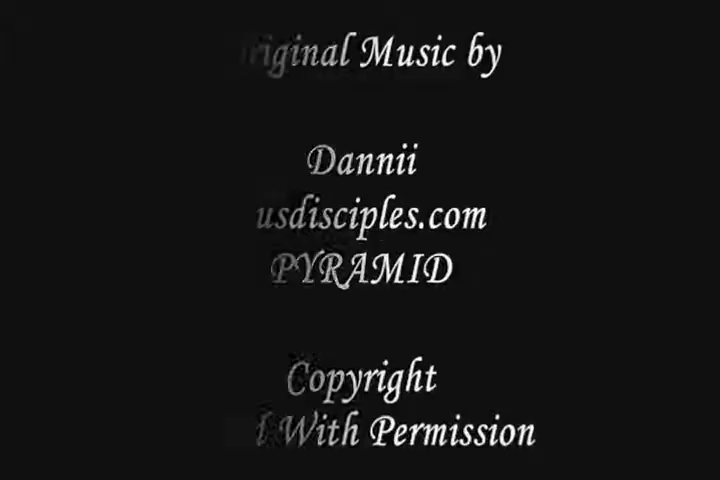 riginal Music by
Dannii
usdisciples.com
PYRAMID
Copyright
With Permission